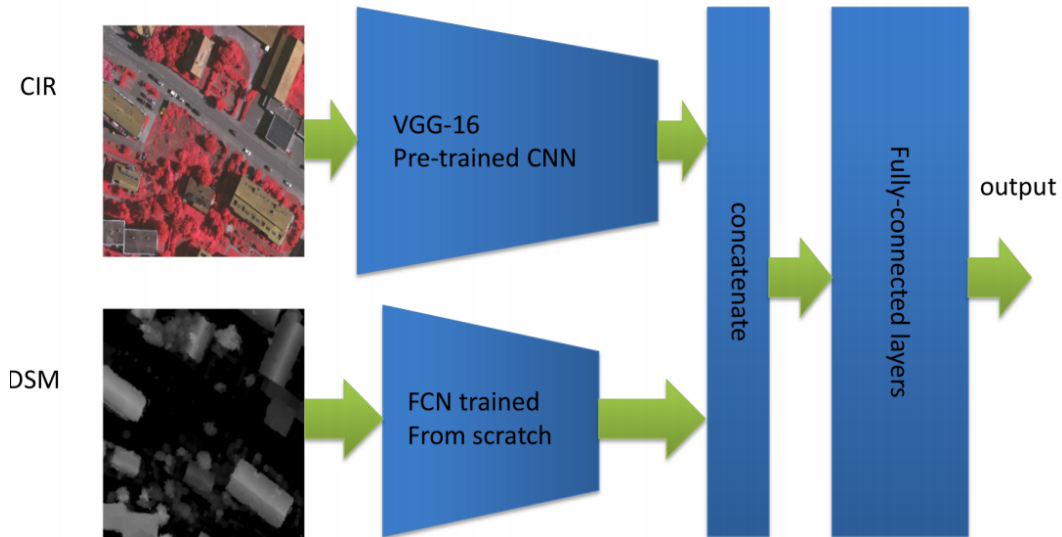 CIR
VGG-16
Pre-trained CNN
DSM
FCN trained
From scratch
concatenate
Fully-connected layers
output